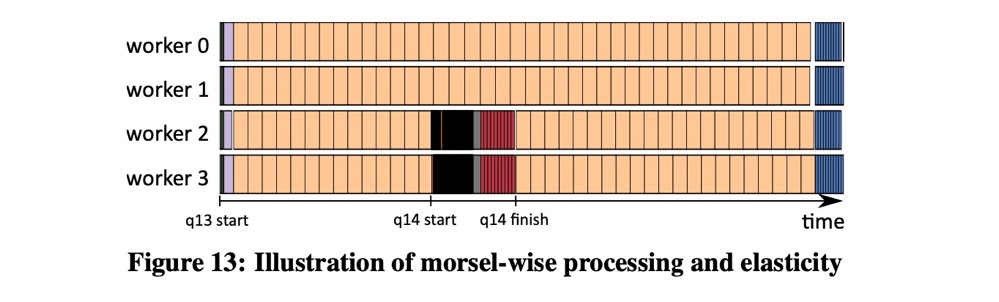 worker 0
worker 1
worker 2
worker 3
q13 start q14 start q14 finish time
Figure 13: Illustration of morsel-wise processing and elasticity